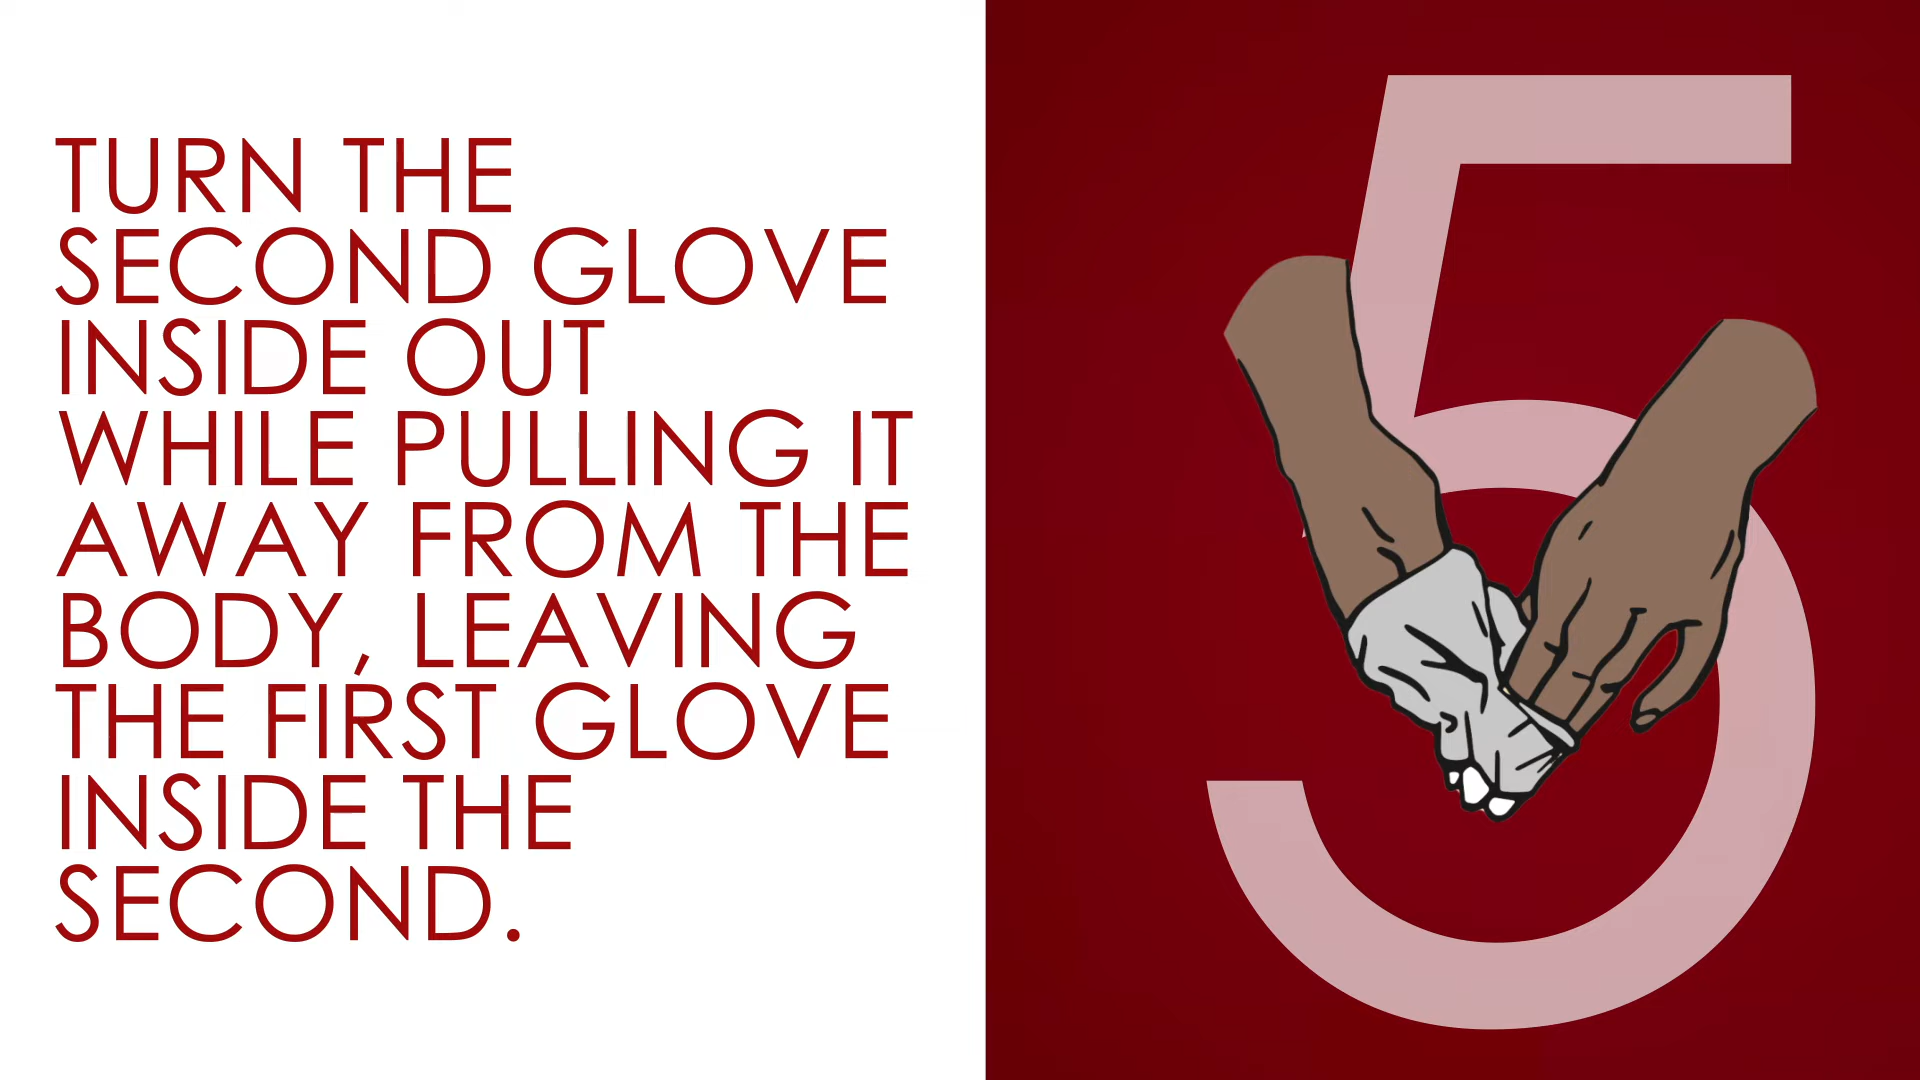 TURN THE
SECOND GLOVE
INSIDE OUT
WHILE PULLING IT
AWAY FROM THE
BODY, LEAVING
THE FIRST GLOVE
INSIDE THE
SECOND.
5